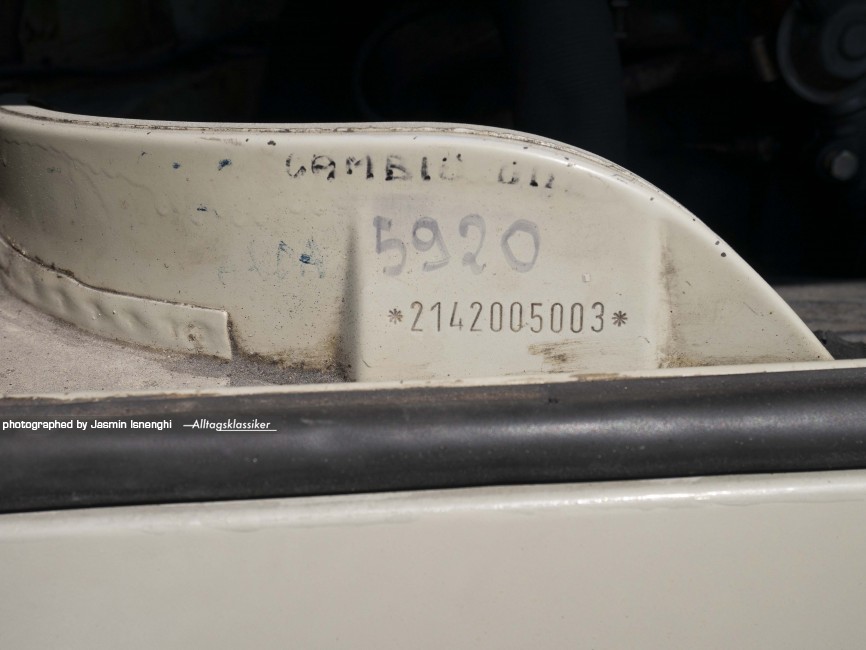 CAMBIO
5920
*2142005003*
photographed by Jasmin Isnenghi —Alltagsklassiker